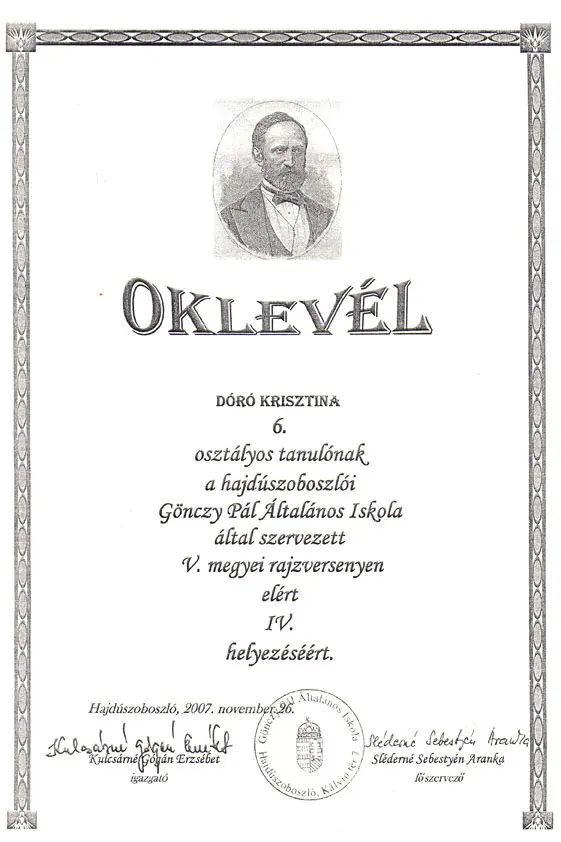 OKLEVÉL
DÓRÓ KRISZTINA
6.
osztályos tanulónak
a hajdúszoboszlói
Gönczy Pál Általános Iskola
által szervezett
V. megyei rajzversenyen
elért
IV.
helyezéséért.
Hajdúszoboszló, 2007. november 26.
Kulcsárné Gógán Erzsébet
Kulcsárné Gógán Erzsébet
igazgató
Gönczy Pál Általános Iskola
Hajdúszoboszló, Kálvin tér 7
Sléderné Sebestyén Aranka
Sléderné Sebestyén Aranka
főszervező